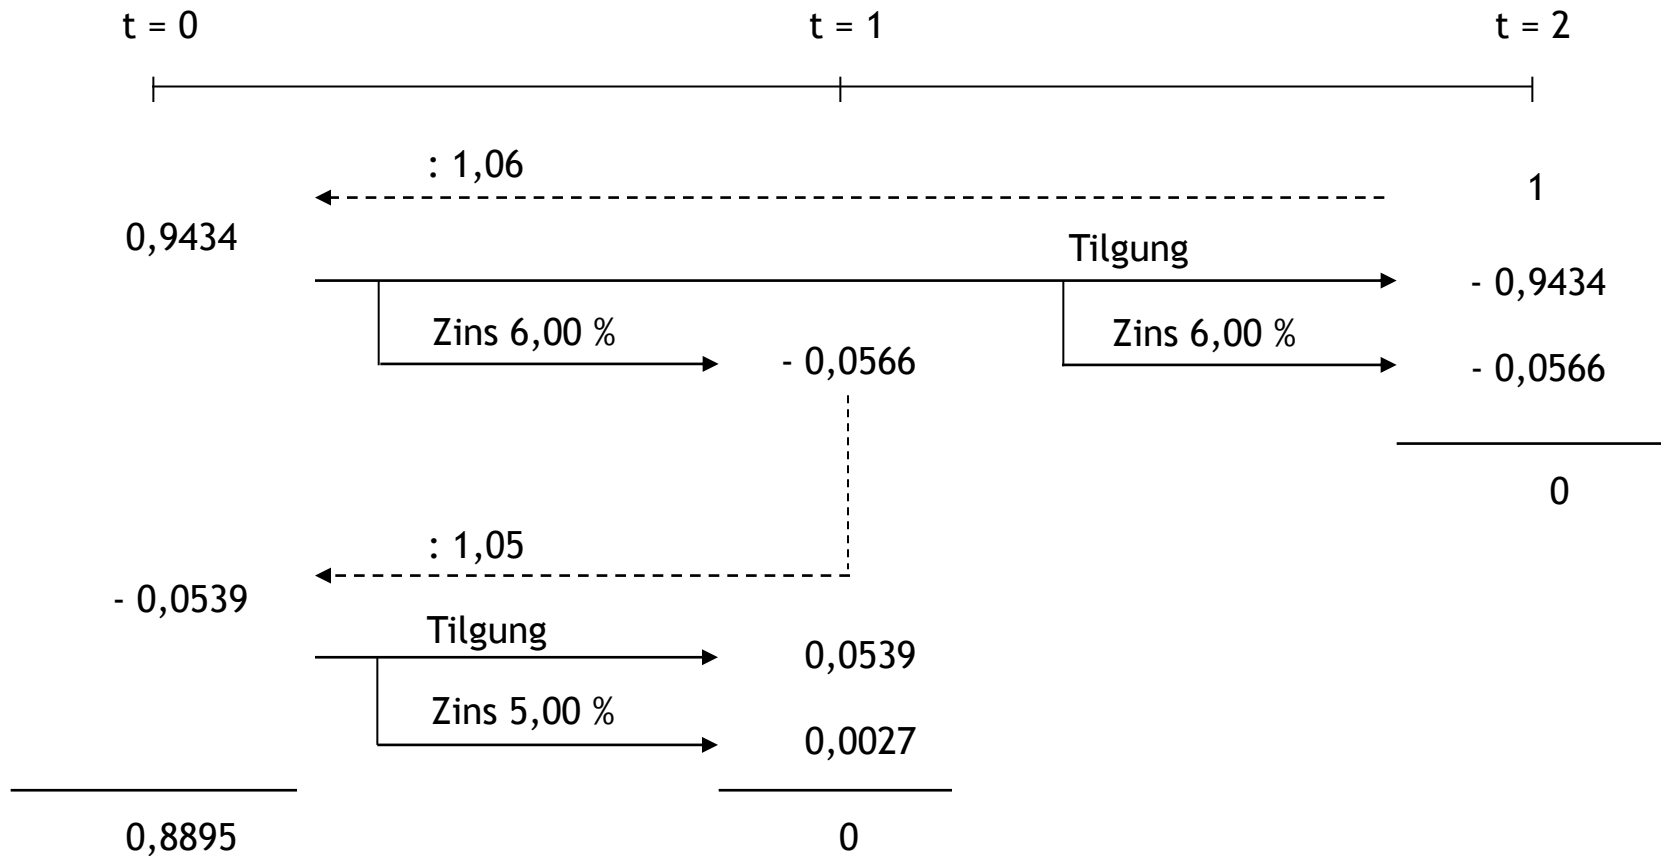 t = 0 t = 1 t = 2
: 1,06
1
0,9434
Tilgung
- 0,9434
Zins 6,00 %
Zins 6,00 %
- 0,0566
- 0,0566
0
: 1,05
- 0,0539
Tilgung
0,0539
Zins 5,00 %
0,0027
0,8895 0